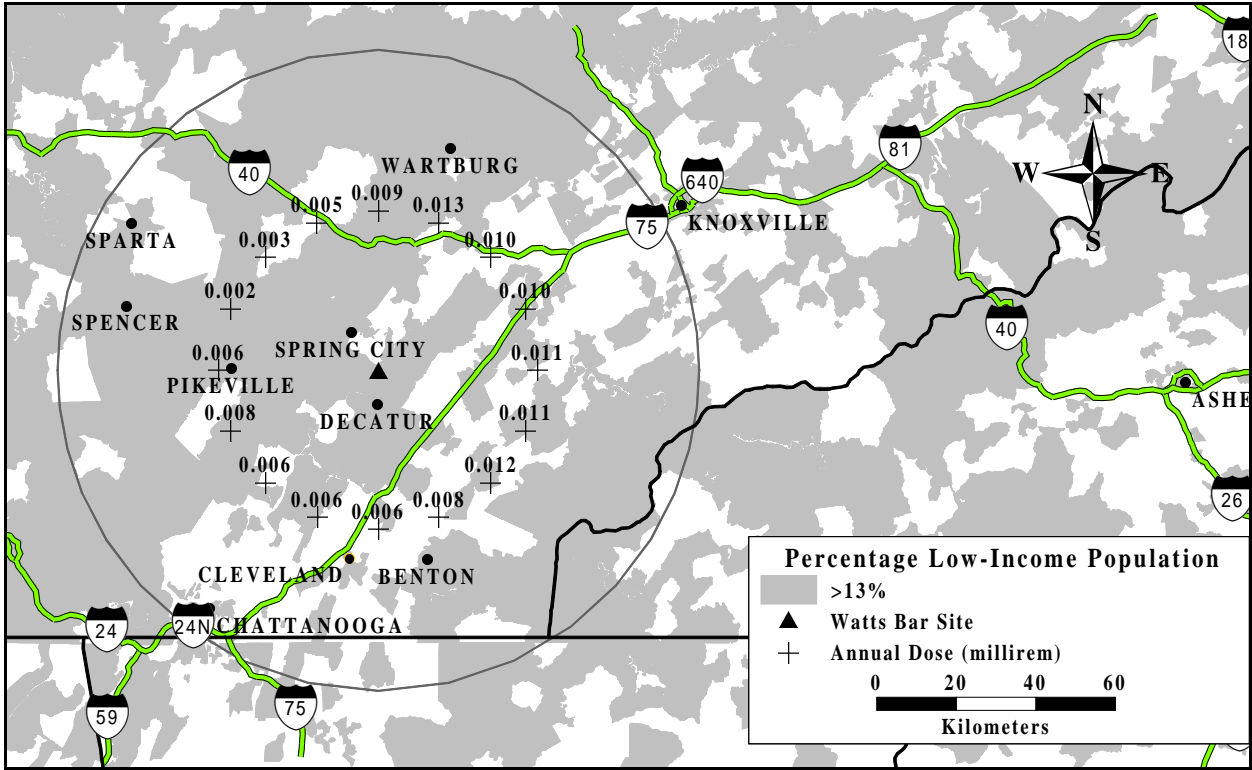 18
N
W
E
S
81
WARTBURG
40
640
0.009
0.005
0.013
KNOXVILLE
75
SPARTA
0.003
0.010
0.002
0.010
SPENCER
40
SPRING CITY
0.006
0.011
PIKEVILLE
ASHE
0.008
DECATUR
0.011
0.006
0.012
0.006
0.006
0.008
26
CLEVELAND
BENTON
24
24N
CHATTANOOGA
59
75
Percentage Low-Income Population
>13%
Watts Bar Site
Annual Dose (millirem)
0 20 40 60
Kilometers